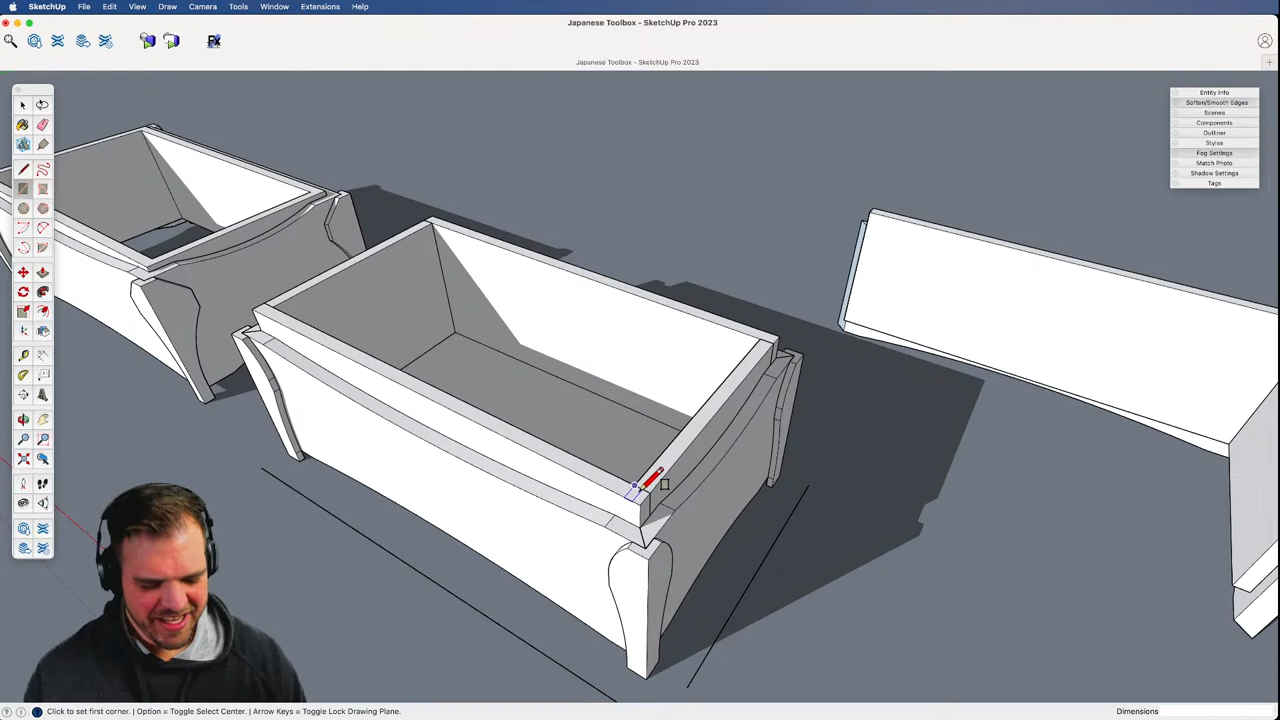 SketchUp File Edit View Draw Camera Tools Window Extensions Help
Japanese Toolbox - SketchUp Pro 2023
Japanese Toolbox - SketchUp Pro 2023
Entity Info
Soften/Smooth Edges
Scenes
Components
Outliner
Styles
Fog Settings
Match Photo
Shadow Settings
Tags
Click to set first corner. | Option = Toggle Select Center. | Arrow Keys = Toggle Lock Drawing Plane.
Dimensions